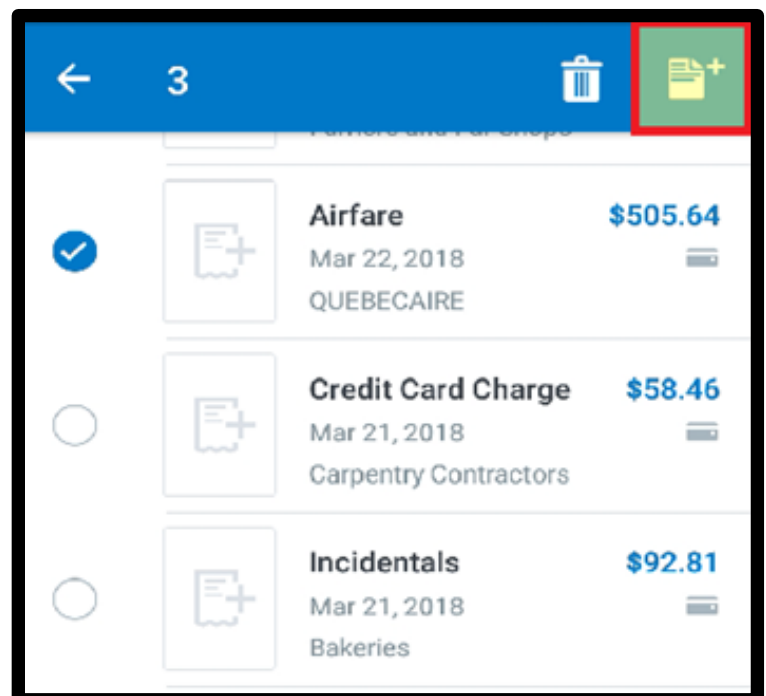 3
Airfare $505.64
Mar 22, 2018
QUEBECAIRE
Credit Card Charge $58.46
Mar 21, 2018
Carpentry Contractors
Incidentals $92.81
Mar 21, 2018
Bakeries